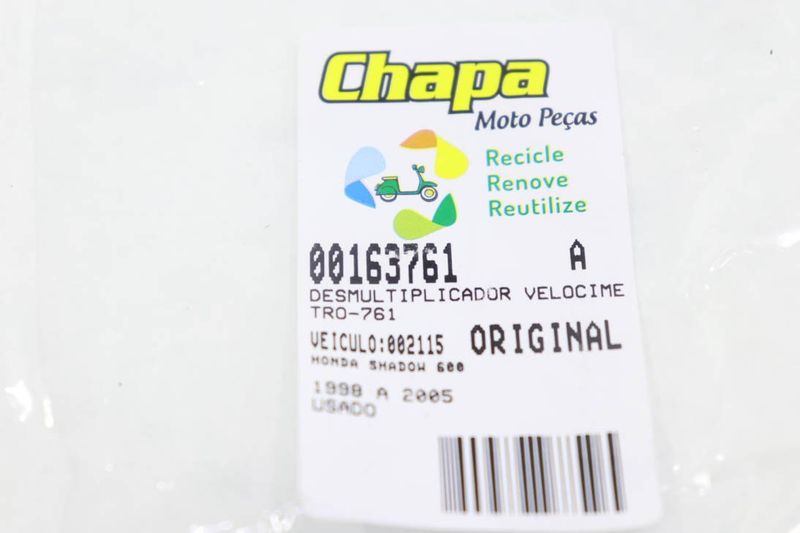 Chapa
Moto Peças
Recicle
Renove
Reutilize
00163761 A
DESMULTIPLICADOR VELOCIME
TRO-761
VEICULO:002115 ORIGINAL
HONDA SHADOW 600
1998 A 2005
USADO